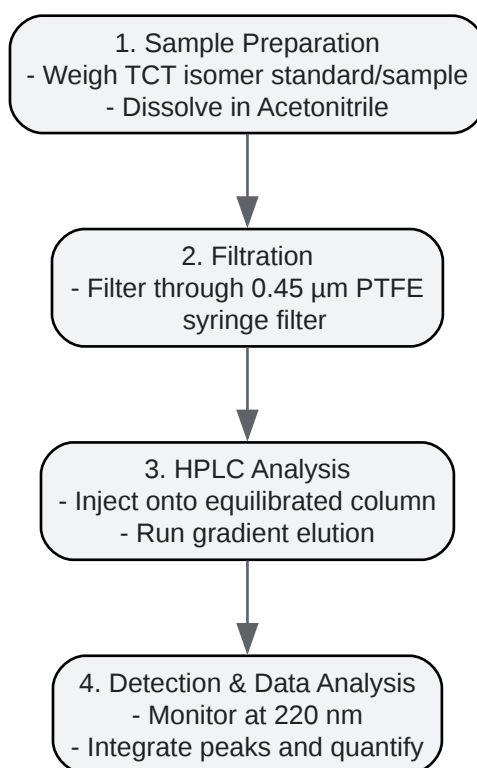 1. Sample Preparation
- Weigh TCT isomer standard/sample
- Dissolve in Acetonitrile
2. Filtration
- Filter through 0.45 µm PTFE
syringe filter
3. HPLC Analysis
- Inject onto equilibrated column
- Run gradient elution
4. Detection & Data Analysis
- Monitor at 220 nm
- Integrate peaks and quantify